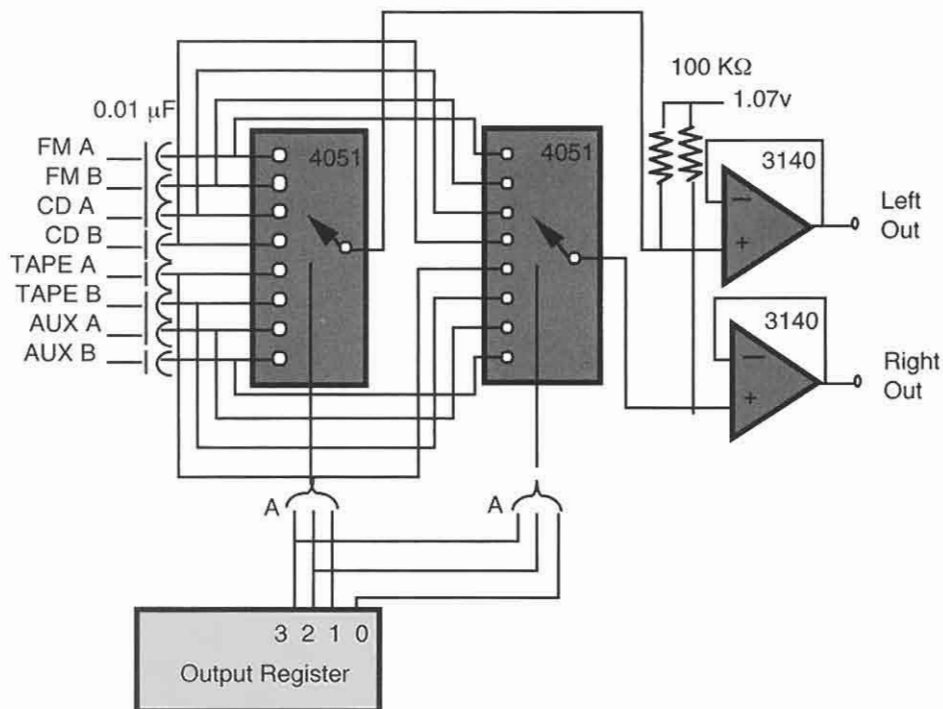 100 KΩ
1.07v
0.01 μF
FM A
FM B
CD A
CD B
TAPE A
TAPE B
AUX A
AUX B
4051
4051
3140
−
+
Left
Out
3140
−
+
Right
Out
A
A
3 2 1 0
Output Register